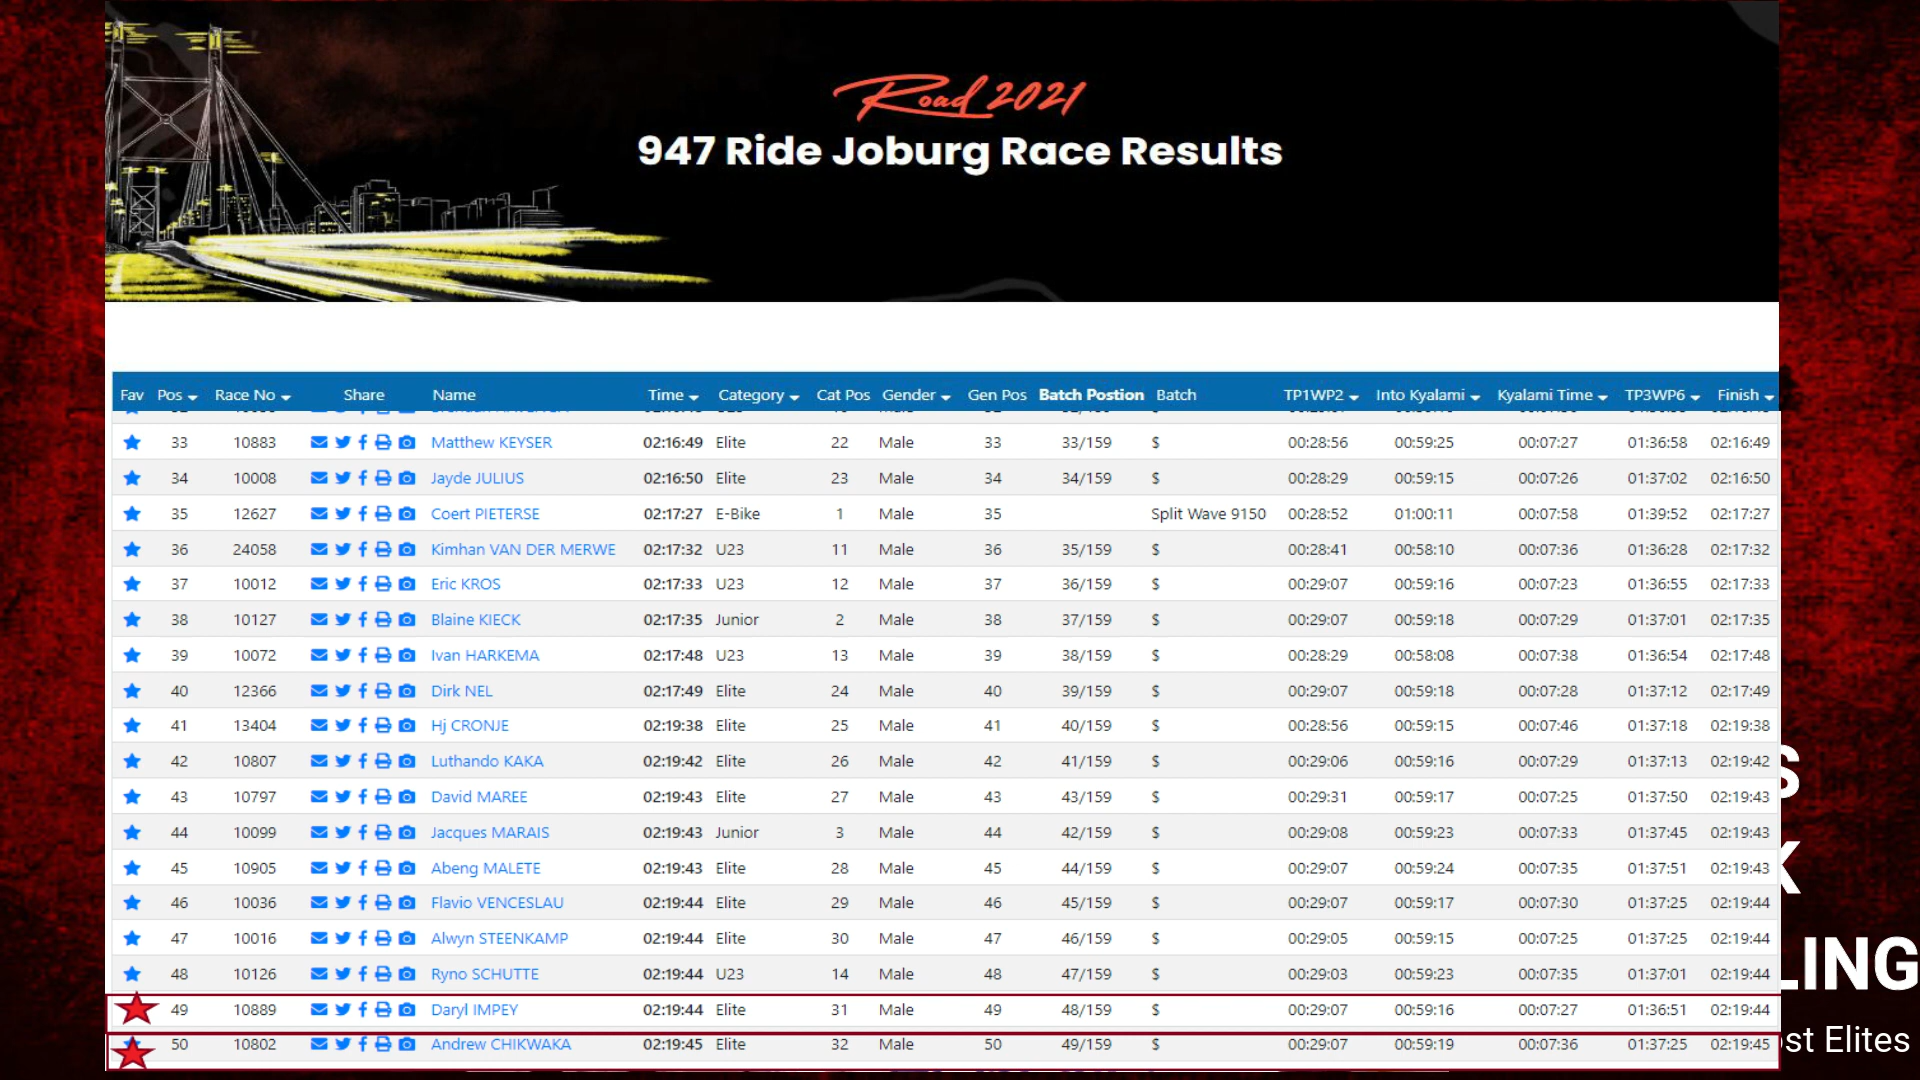 Road 2021
947 Ride Joburg Race Results
Fav Pos Race No Share Name Time Category Cat Pos Gender Gen Pos Batch Postion Batch TP1WP2 Into Kyalami Kyalami Time TP3WP6 Finish
33 10883 Matthew KEYSER 02:16:49 Elite 22 Male 33 33/159 $ 00:28:56 00:59:25 00:07:27 01:36:58 02:16:49
34 10008 Jayde JULIUS 02:16:50 Elite 23 Male 34 34/159 $ 00:28:29 00:59:15 00:07:26 01:37:02 02:16:50
35 12627 Coert PIETERSE 02:17:27 E-Bike 1 Male 35 Split Wave 9150 00:28:52 01:00:11 00:07:58 01:39:52 02:17:27
36 24058 Kimhan VAN DER MERWE 02:17:32 U23 11 Male 36 35/159 $ 00:28:41 00:58:10 00:07:36 01:36:28 02:17:32
37 10012 Eric KROS 02:17:33 U23 12 Male 37 36/159 $ 00:29:07 00:59:16 00:07:23 01:36:55 02:17:33
38 10127 Blaine KIECK 02:17:35 Junior 2 Male 38 37/159 $ 00:29:07 00:59:18 00:07:29 01:37:01 02:17:35
39 10072 Ivan HARKEMA 02:17:48 U23 13 Male 39 38/159 $ 00:28:29 00:58:08 00:07:38 01:36:54 02:17:48
40 12366 Dirk NEL 02:17:49 Elite 24 Male 40 39/159 $ 00:29:07 00:59:18 00:07:28 01:37:12 02:17:49
41 13404 Hj CRONJE 02:19:38 Elite 25 Male 41 40/159 $ 00:28:56 00:59:15 00:07:46 01:37:18 02:19:38
42 10807 Luthando KAKA 02:19:42 Elite 26 Male 42 41/159 $ 00:29:06 00:59:16 00:07:29 01:37:13 02:19:42
43 10797 David MAREE 02:19:43 Elite 27 Male 43 43/159 $ 00:29:31 00:59:17 00:07:25 01:37:50 02:19:43
44 10099 Jacques MARAIS 02:19:43 Junior 3 Male 44 42/159 $ 00:29:08 00:59:23 00:07:33 01:37:45 02:19:43
45 10905 Abeng MALETE 02:19:43 Elite 28 Male 45 44/159 $ 00:29:07 00:59:24 00:07:35 01:37:51 02:19:43
46 10036 Flavio VENCESLAU 02:19:44 Elite 29 Male 46 45/159 $ 00:29:07 00:59:17 00:07:30 01:37:25 02:19:44
47 10016 Alwyn STEENKAMP 02:19:44 Elite 30 Male 47 46/159 $ 00:29:05 00:59:15 00:07:25 01:37:25 02:19:44
48 10126 Ryno SCHUTTE 02:19:44 U23 14 Male 48 47/159 $ 00:29:03 00:59:23 00:07:35 01:37:01 02:19:44
49 10889 Daryl IMPEY 02:19:44 Elite 31 Male 49 48/159 $ 00:29:07 00:59:16 00:07:27 01:36:51 02:19:44
50 10802 Andrew CHIKWAKA 02:19:45 Elite 32 Male 50 49/159 $ 00:29:07 00:59:19 00:07:36 01:37:25 02:19:45
LING
st Elites